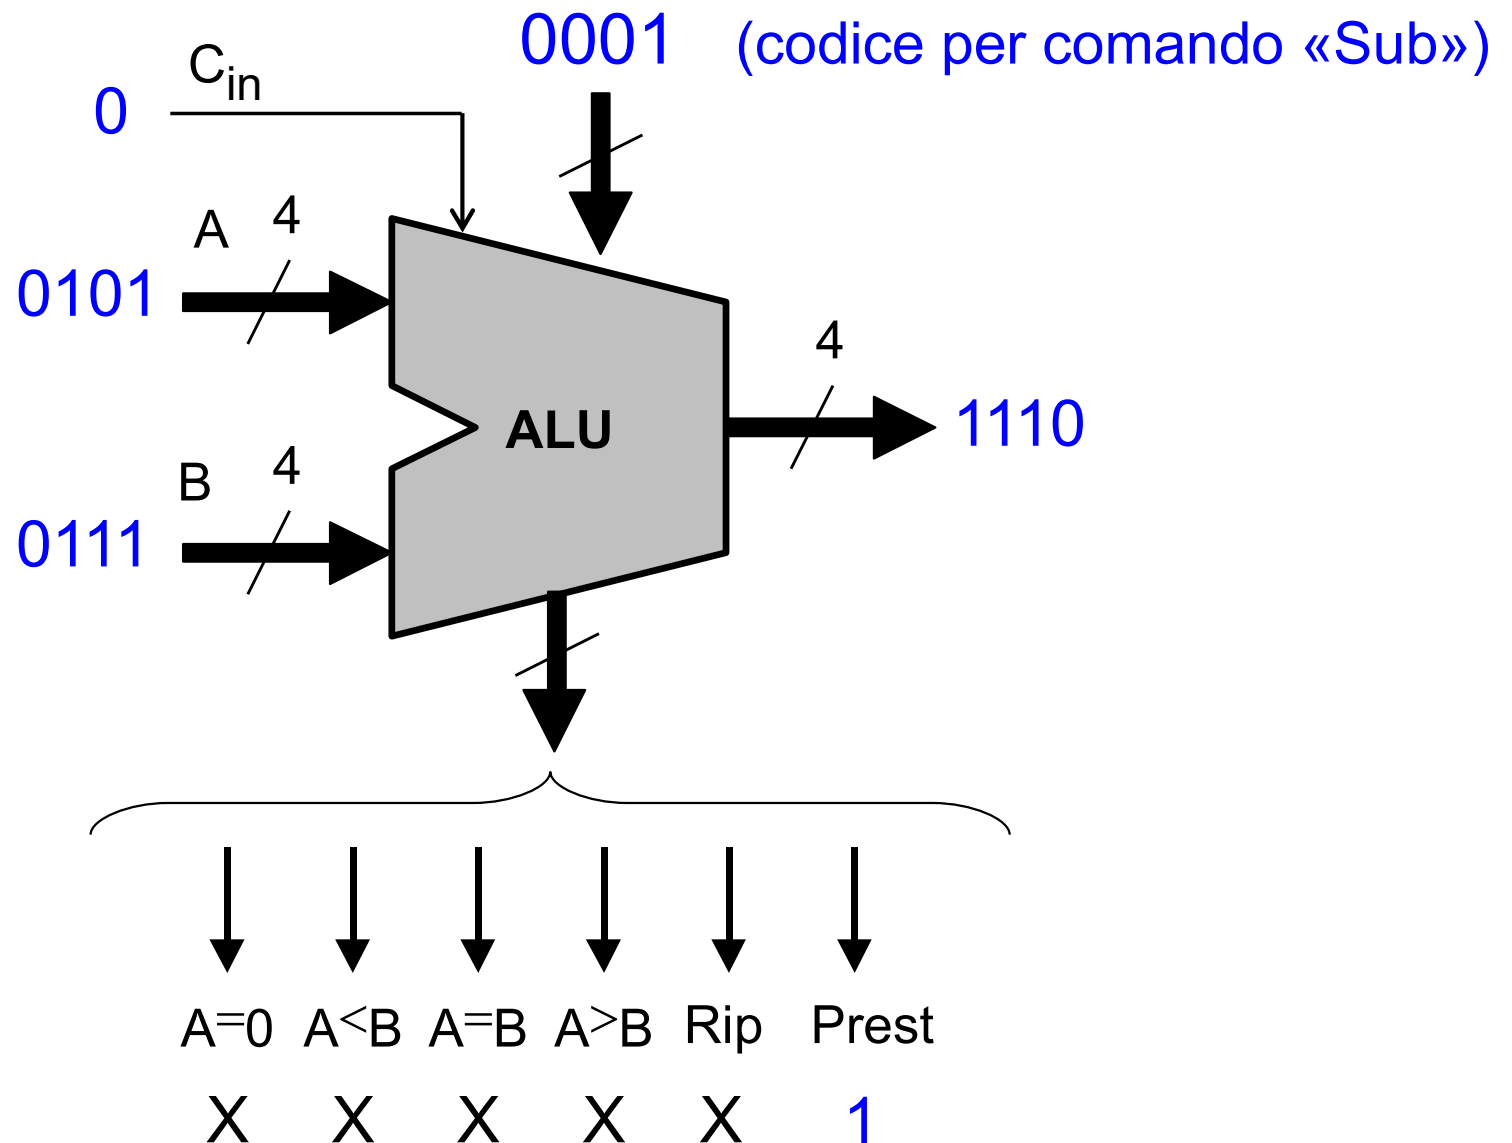 0001 (codice per comando «Sub»)
Cin
0
A 4
0101
4
ALU
1110
B 4
0111
A=0 A<B A=B A>B Rip Prest
X X X X X 1